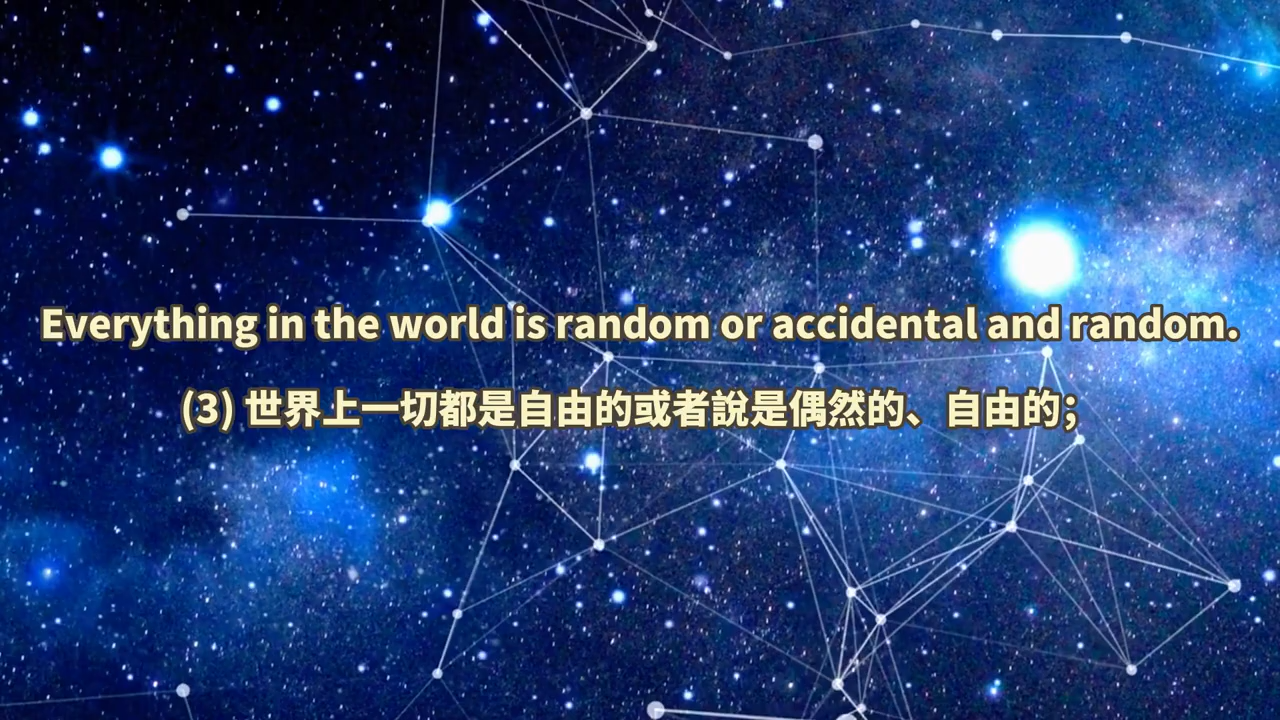 Everything in the world is random or accidental and random.
(3) 世界上一切都是自由的或者說是偶然的、自由的；